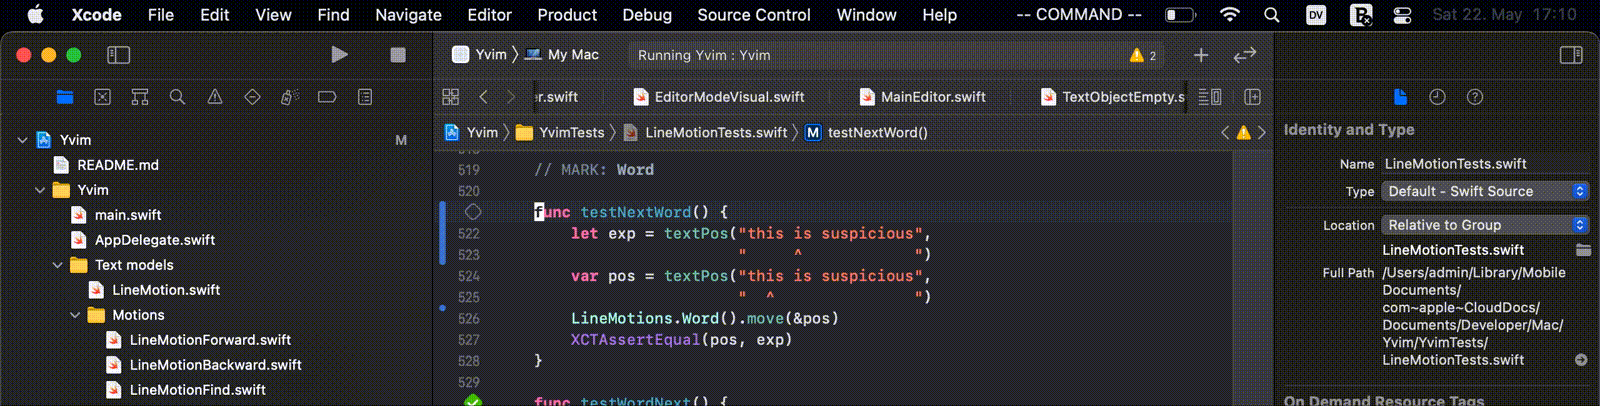 Xcode File Edit View Find Navigate Editor Product Debug Source Control Window Help -- COMMAND -- DV Sat 22. May 17:10
Yvim 〉 My Mac Running Yvim : Yvim 2
er.swift EditorModeVisual.swift MainEditor.swift TextObjectEmpty.s
Yvim 〉 YvimTests 〉 LineMotionTests.swift 〉 M testNextWord()
Yvim M
README.md
Yvim
main.swift
AppDelegate.swift
Text models
LineMotion.swift
Motions
LineMotionForward.swift
LineMotionBackward.swift
LineMotionFind.swift
519 // MARK: Word
520
func testNextWord() {
522 let exp = textPos("this is suspicious",
523 "     ^            ")
524 var pos = textPos("this is suspicious",
525 "  ^               ")
526 LineMotions.Word().move(&pos)
527 XCTAssertEqual(pos, exp)
528 }
529
func testWordNext() {
Identity and Type
Name LineMotionTests.swift
Type Default - Swift Source
Location Relative to Group
LineMotionTests.swift
Full Path /Users/admin/Library/Mobile
Documents/
com~apple~CloudDocs/
Documents/Developer/Mac/
Yvim/YvimTests/
LineMotionTests.swift
On Demand Resource Tags